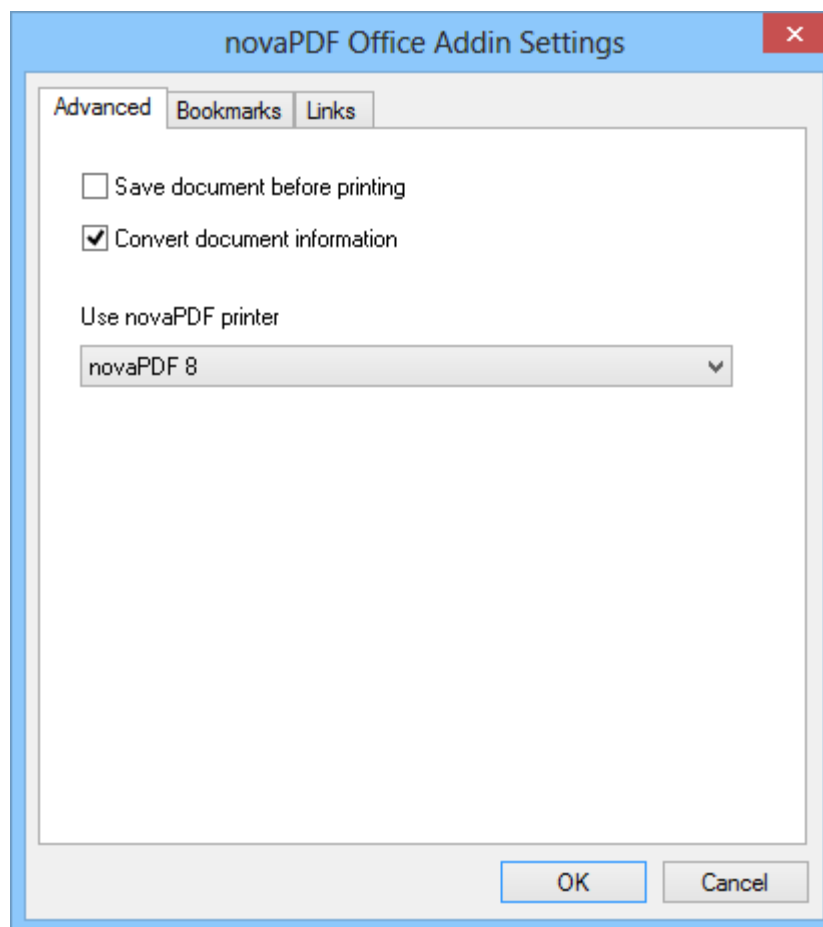 novaPDF Office Addin Settings
Advanced Bookmarks Links
Save document before printing
Convert document information
Use novaPDF printer
novaPDF 8
OK Cancel